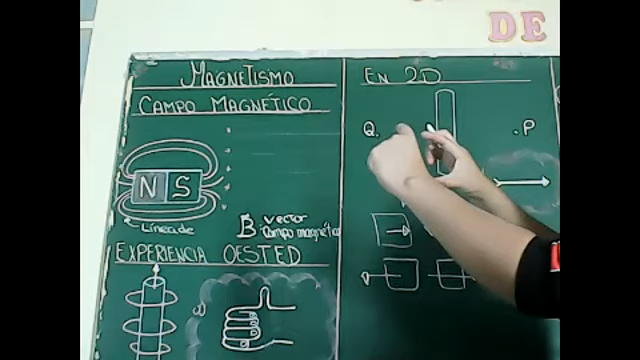 DE
MAGNETISMO
CAMPO MAGNÉTICO
N S
Línea de
B vector
campo magnético
EXPERIENCIA OESTED
EN 2D
Q.
.P